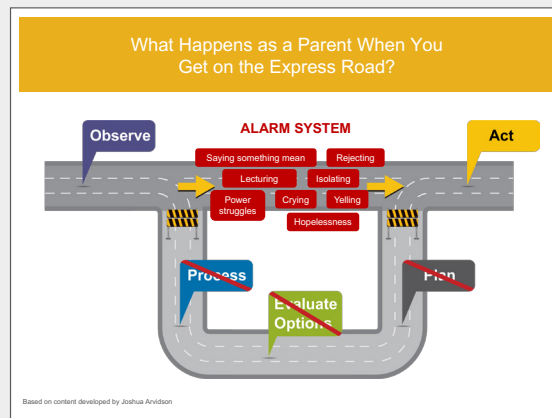 What Happens as a Parent When You
Get on the Express Road?
ALARM SYSTEM
Observe
Act
Saying something mean
Rejecting
Lecturing
Isolating
Power
struggles
Crying
Yelling
Hopelessness
Process
Plan
Evaluate
Options
Based on content developed by Joshua Arvidson